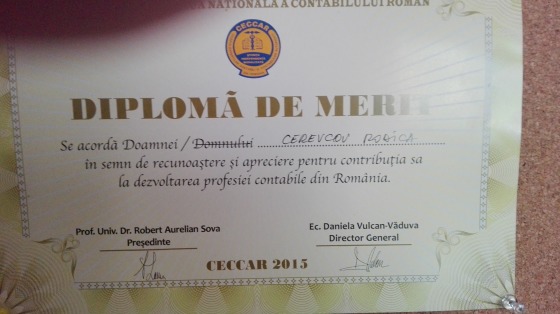 NAȚIONALĂ A CONTABILULUI ROMÂN
CECCAR
DIPLOMĂ DE MERIT
Se acordă Doamnei / Domnului CEREVCOV RODICA
în semn de recunoaștere și apreciere pentru contribuția sa
la dezvoltarea profesiei contabile din România.
Prof. Univ. Dr. Robert Aurelian Sova
Președinte
Ec. Daniela Vulcan-Văduva
Director General
CECCAR 2015